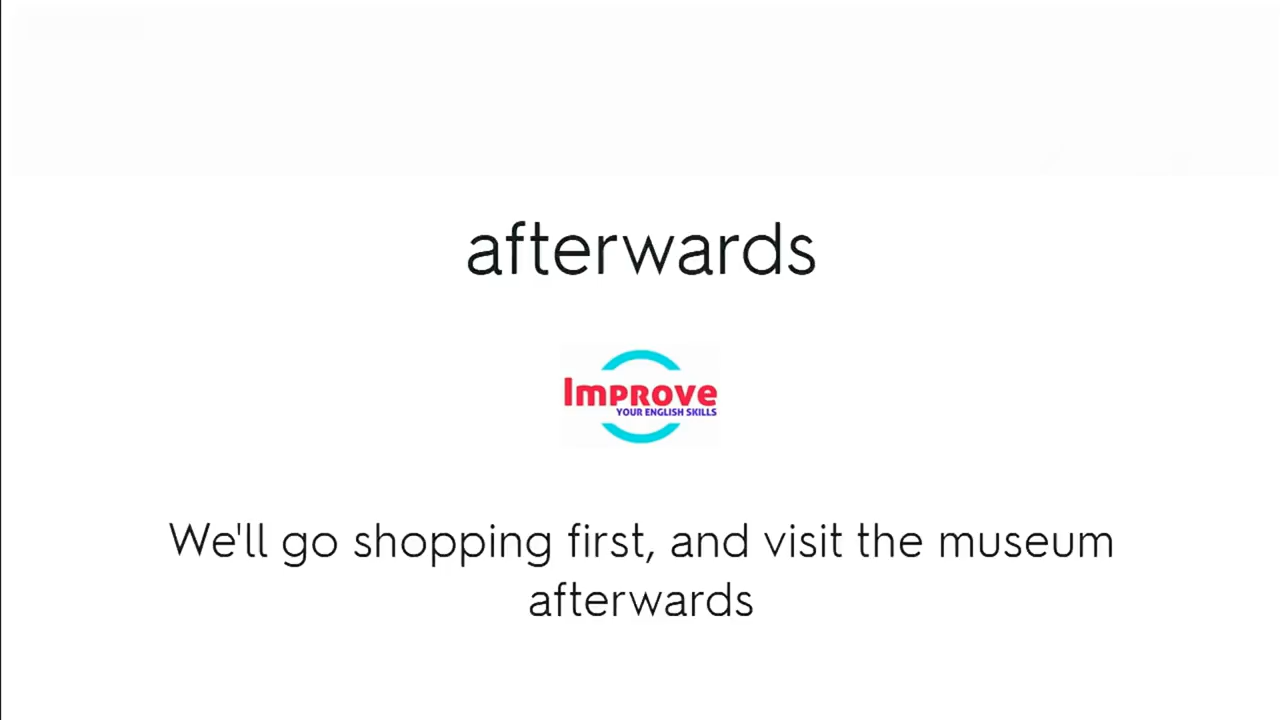 afterwards
Improve
YOUR ENGLISH SKILLS
We'll go shopping first, and visit the museum
afterwards